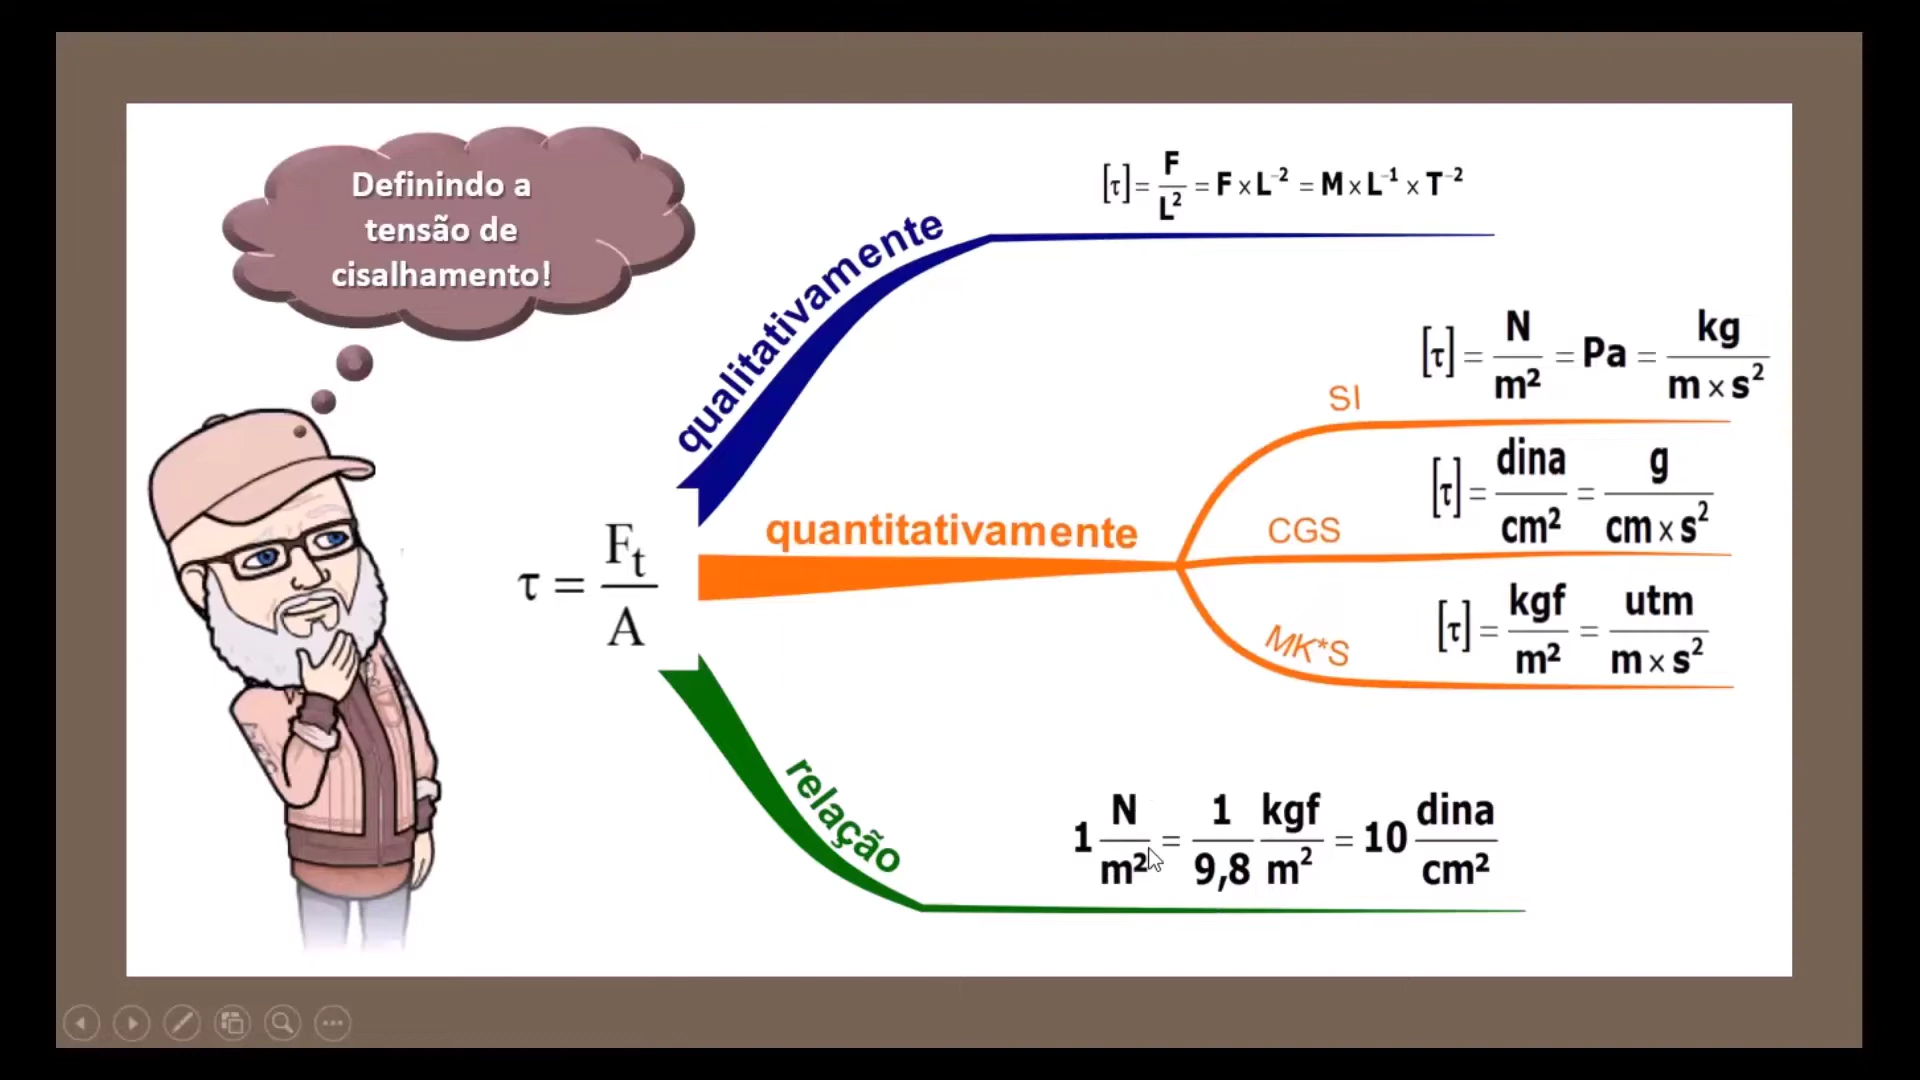 Definindo a
tensão de
cisalhamento!
τ = Fₜ / A
qualitativamente
[τ] = F / L² = F × L⁻² = M × L⁻¹ × T⁻²
quantitativamente
SI
[τ] = N / m² = Pa = kg / m × s²
CGS
[τ] = dina / cm² = g / cm × s²
MK*S
[τ] = kgf / m² = utm / m × s²
relação
1 N / m² = 1 / 9,8 kgf / m² = 10 dina / cm²